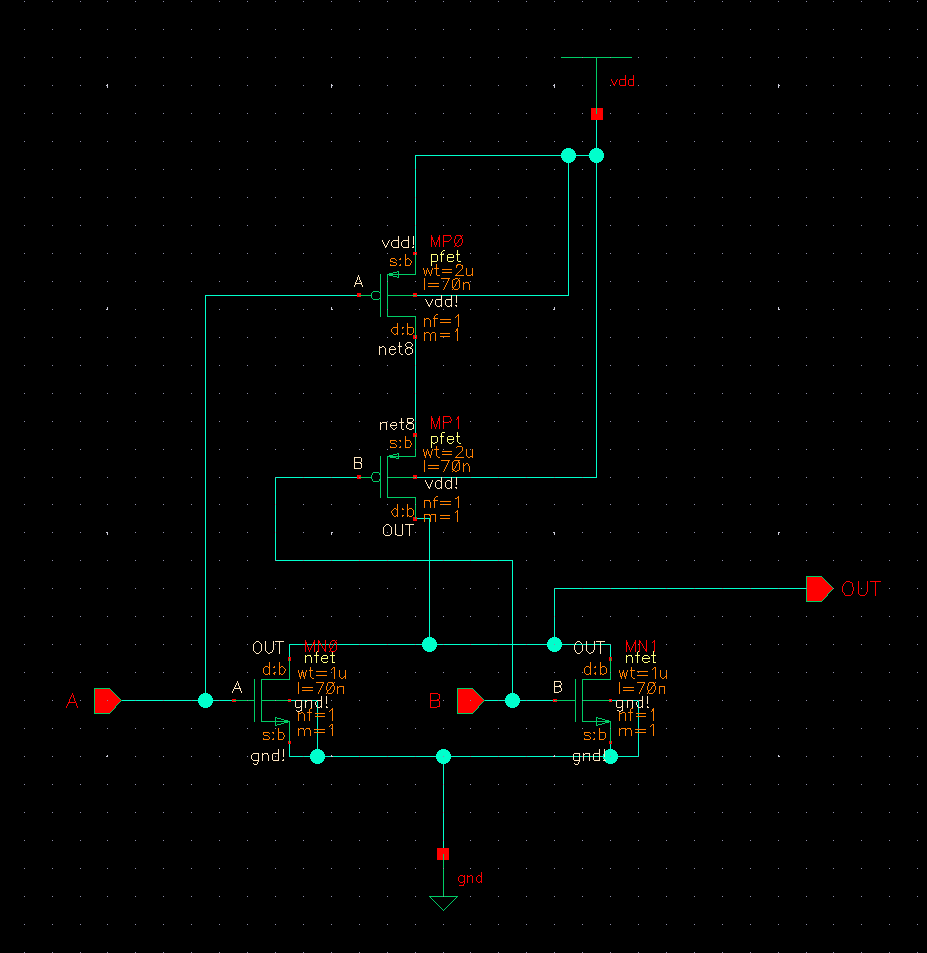 vdd
vdd!
MP0
s:b
pfet
wt=2u
l=70n
A
vdd!
nf=1
d:b
m=1
net8
net8
MP1
s:b
pfet
wt=2u
l=70n
B
vdd!
nf=1
d:b
m=1
OUT
OUT
OUT
MN0
nfet
d:b
wt=1u
l=70n
A
A
gnd!
nf=1
s:b
m=1
gnd!
OUT
MN1
nfet
d:b
wt=1u
l=70n
B
B
gnd!
nf=1
s:b
m=1
gnd!
gnd